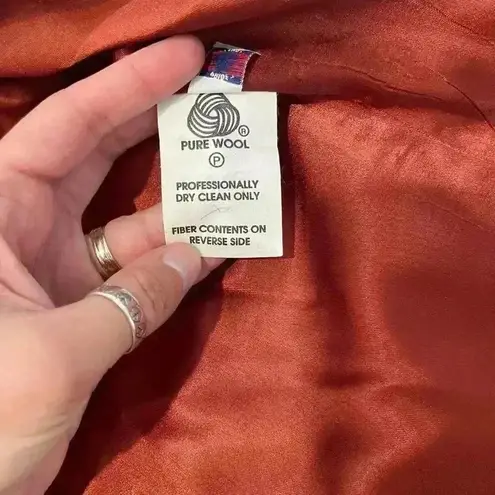 ®
PURE WOOL
P
PROFESSIONALLY
DRY CLEAN ONLY
FIBER CONTENTS ON
REVERSE SIDE